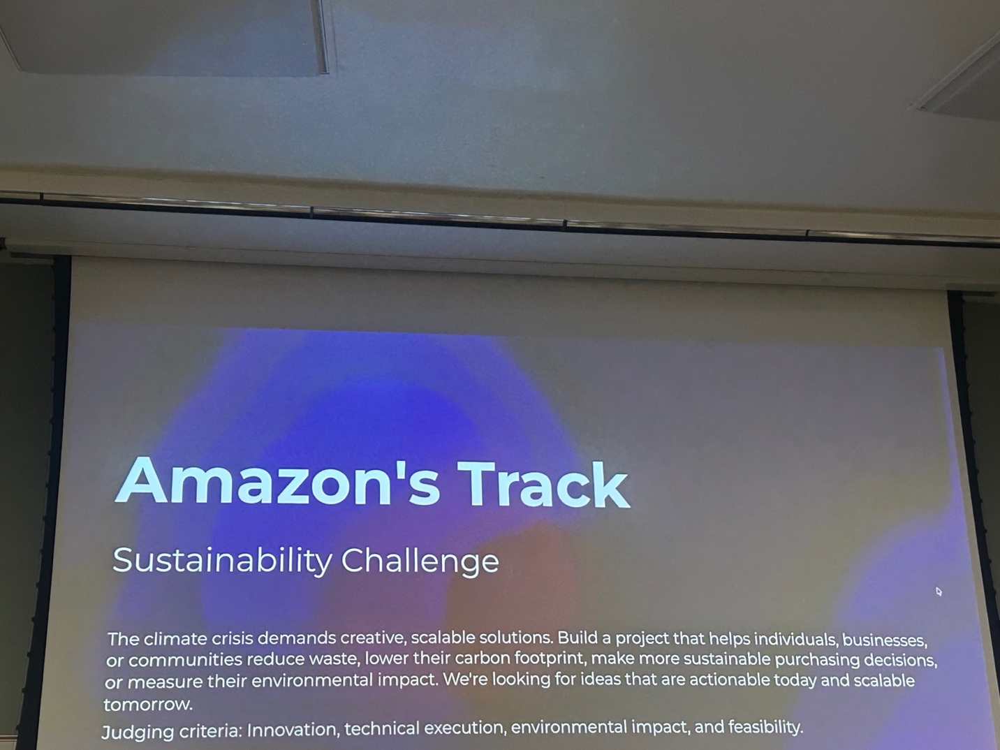 Amazon's Track
Sustainability Challenge
The climate crisis demands creative, scalable solutions. Build a project that helps individuals, businesses,
or communities reduce waste, lower their carbon footprint, make more sustainable purchasing decisions,
or measure their environmental impact. We're looking for ideas that are actionable today and scalable
tomorrow.
Judging criteria: Innovation, technical execution, environmental impact, and feasibility.